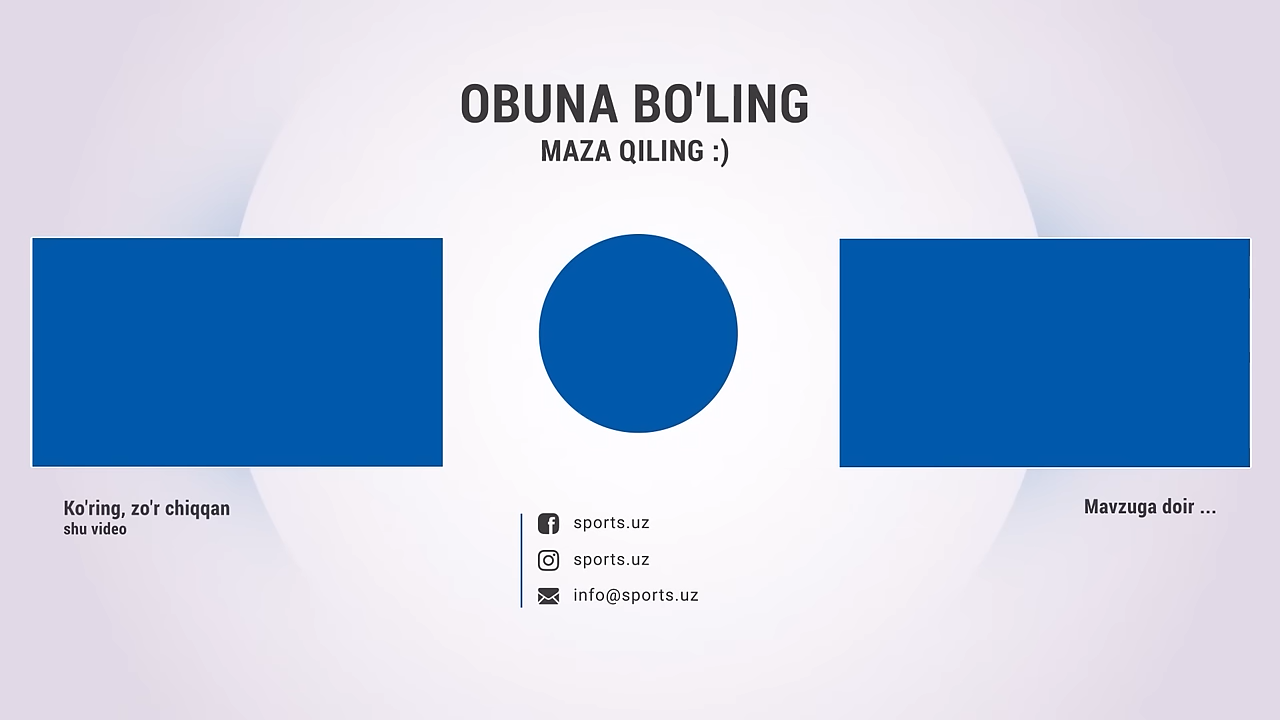 OBUNA BO'LING
MAZA QILING :)
Ko'ring, zo'r chiqqan
shu video
Mavzuga doir ...
sports.uz
sports.uz
info@sports.uz